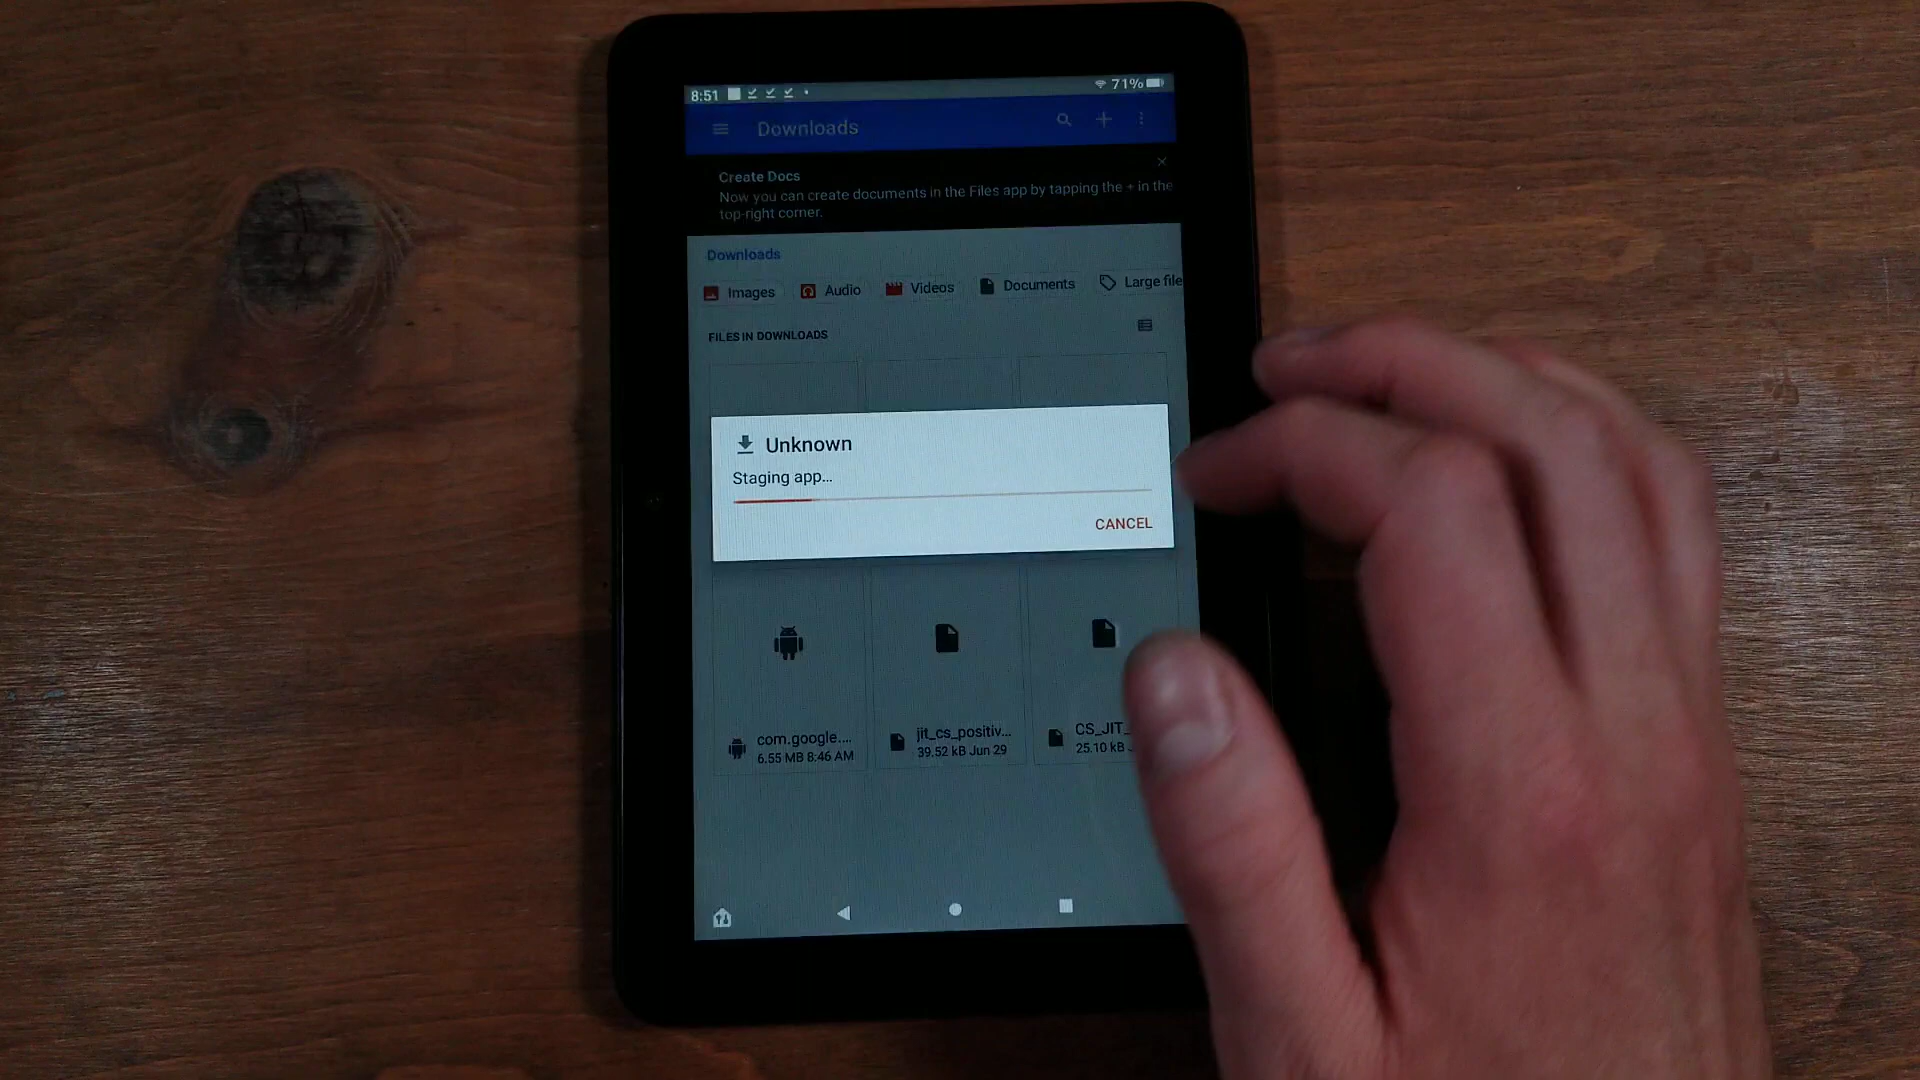 8:51
71%
Downloads
Create Docs
Now you can create documents in the Files app by tapping the + in the
top-right corner.
Downloads
Images
Audio
Videos
Documents
Large file
FILES IN DOWNLOADS
Unknown
Staging app...
CANCEL
com.google....
6.55 MB 8:46 AM
jit_cs_positiv...
39.52 kB Jun 29
CS_JIT_
25.10 kB